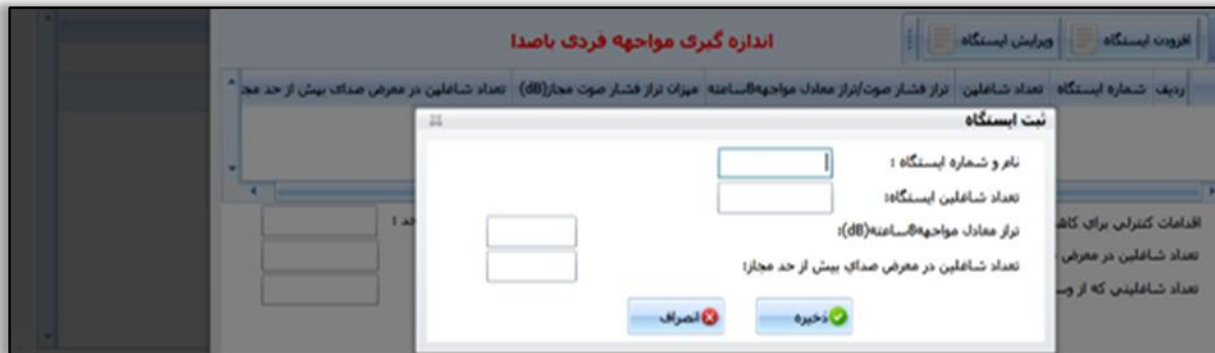 افزودن ایستگاه ویرایش ایستگاه
اندازه گیری مواجهه فردی باصدا
ردیف شماره ایستگاه تعداد شاغلین تراز فشار صوت/تراز معادل مواجهه8ساعته میزان تراز فشار صوت مجاز(dB) تعداد شاغلین در معرض صدای بیش از حد مج
ثبت ایستگاه
نام و شماره ایستگاه :
تعداد شاغلین ایستگاه:
تراز معادل مواجهه8ساعته(dB):
تعداد شاغلین در معرض صدای بیش از حد مجاز:
ذخیره انصراف
اقدامات کنترلی برای کاه
حد :
تعداد شاغلین در معرض
تعداد شاغلینی که از وس